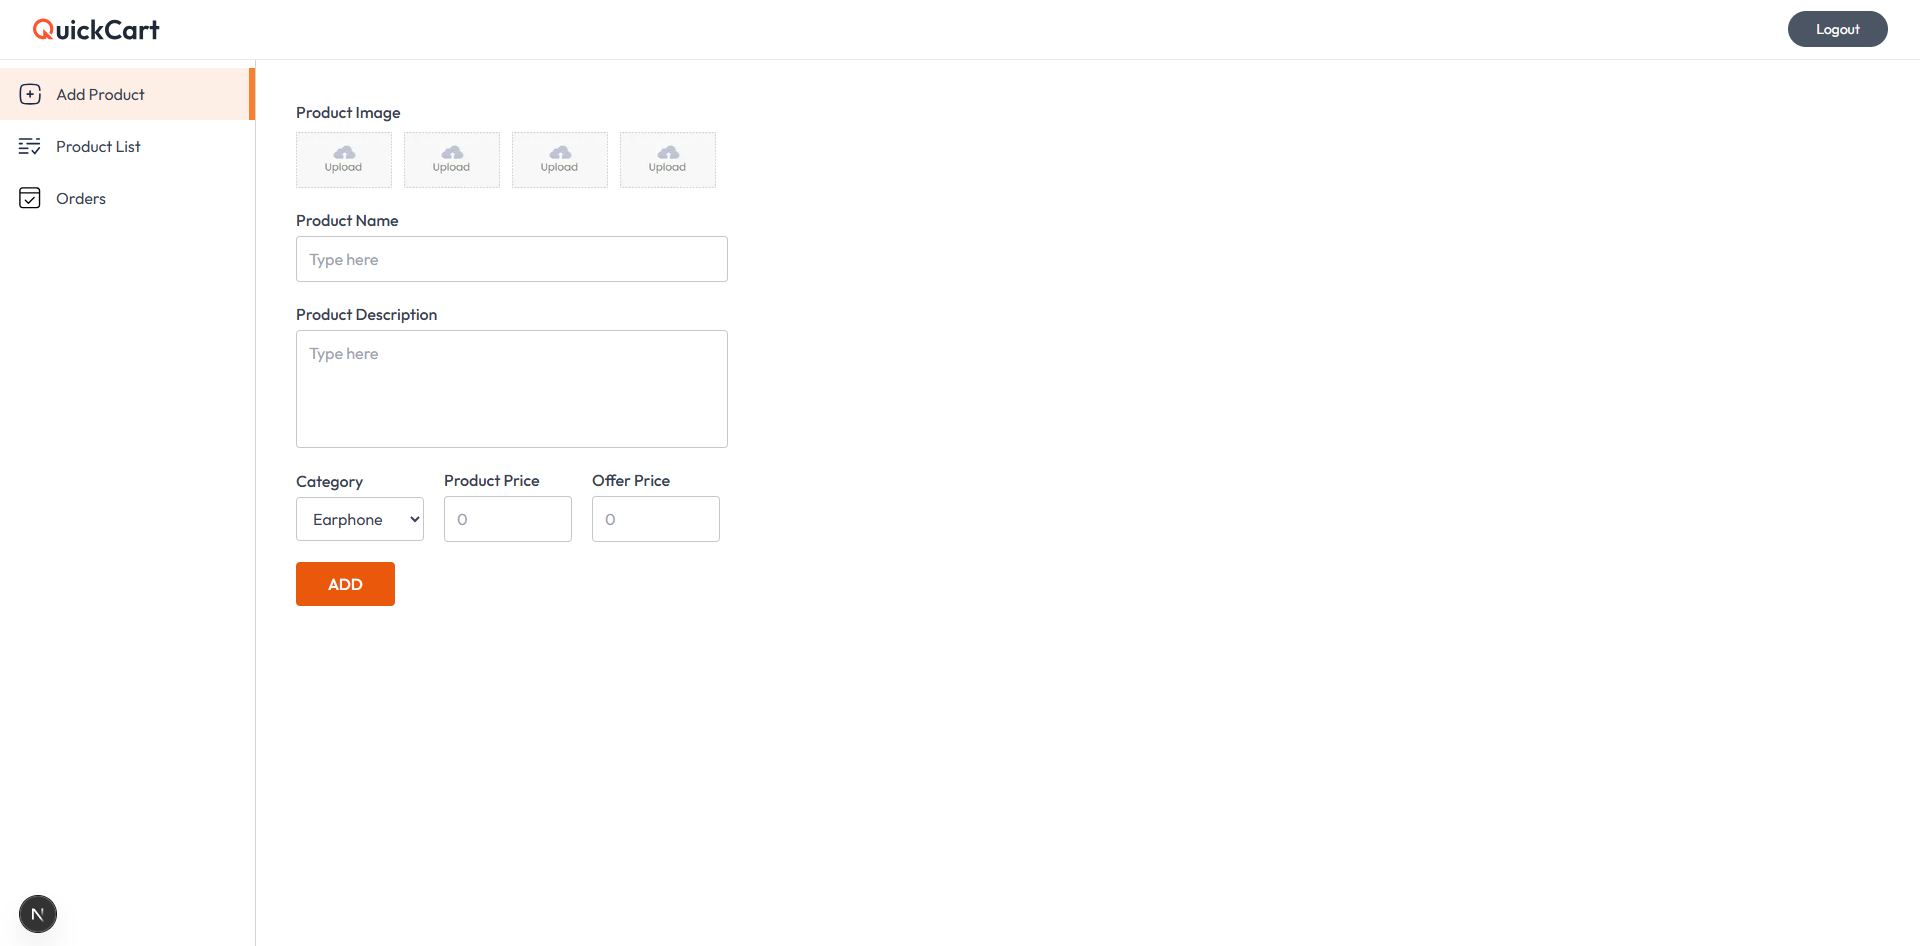 QuickCart
Logout
Add Product
Product List
Orders
Product Image
Upload Upload Upload Upload
Product Name
Type here
Product Description
Type here
Category Product Price Offer Price
Earphone 0 0
ADD
N